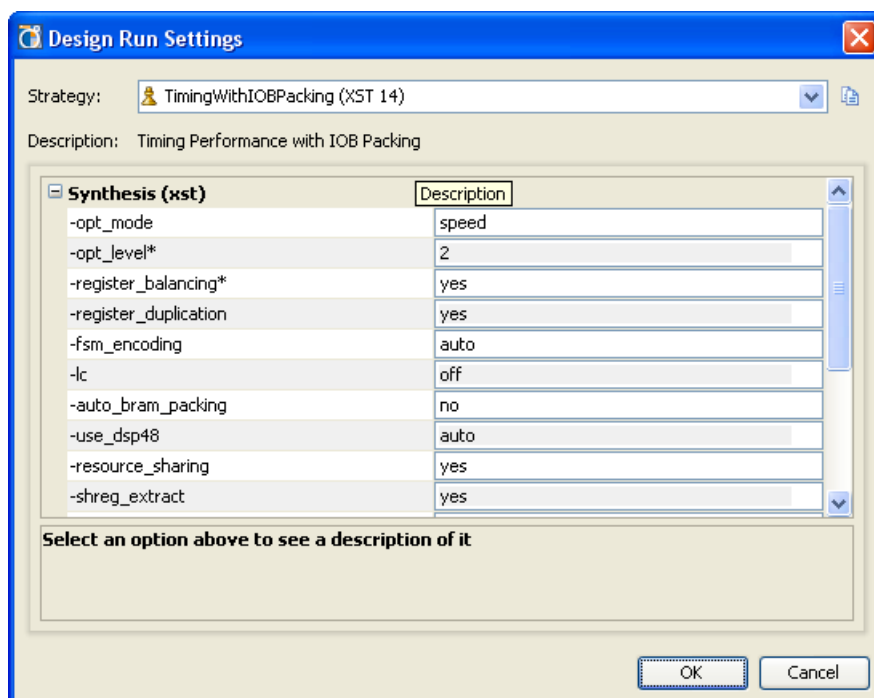 Design Run Settings
Strategy: TimingWithIOBPacking (XST 14)
Description: Timing Performance with IOB Packing
Synthesis (xst) Description
-opt_mode speed
-opt_level* 2
-register_balancing* yes
-register_duplication yes
-fsm_encoding auto
-lc off
-auto_bram_packing no
-use_dsp48 auto
-resource_sharing yes
-shreg_extract yes
Select an option above to see a description of it
OK Cancel